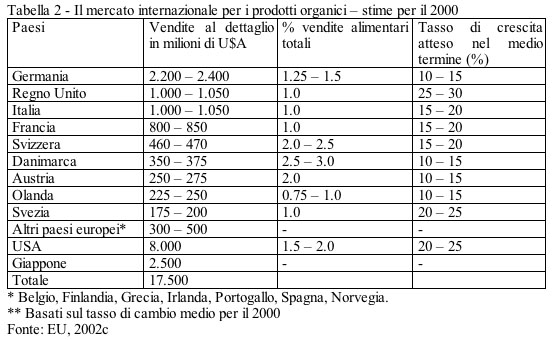 Tabella 2 - Il mercato internazionale per i prodotti organici – stime per il 2000
Paesi Vendite al dettaglio in milioni di U$A % vendite alimentari totali Tasso di crescita atteso nel medio termine (%)
Germania 2.200 – 2.400 1.25 – 1.5 10 – 15
Regno Unito 1.000 – 1.050 1.0 25 – 30
Italia 1.000 – 1.050 1.0 15 – 20
Francia 800 – 850 1.0 15 – 20
Svizzera 460 – 470 2.0 – 2.5 15 – 20
Danimarca 350 – 375 2.5 – 3.0 10 – 15
Austria 250 – 275 2.0 10 – 15
Olanda 225 – 250 0.75 – 1.0 10 – 15
Svezia 175 – 200 1.0 20 – 25
Altri paesi europei* 300 – 500 - -
USA 8.000 1.5 – 2.0 20 – 25
Giappone 2.500 - -
Totale 17.500
* Belgio, Finlandia, Grecia, Irlanda, Portogallo, Spagna, Norvegia.
** Basati sul tasso di cambio medio per il 2000
Fonte: EU, 2002c